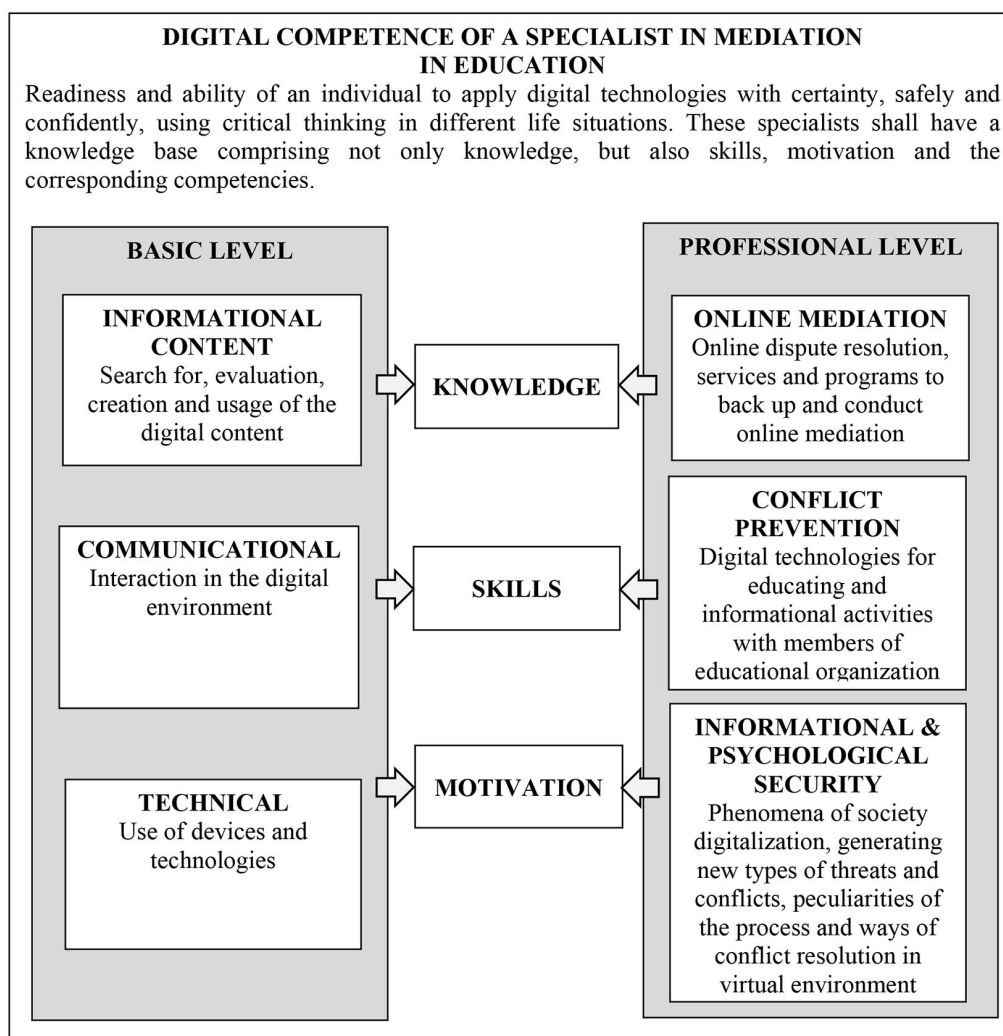 DIGITAL COMPETENCE OF A SPECIALIST IN MEDIATION
IN EDUCATION
Readiness and ability of an individual to apply digital technologies with certainty, safely and
confidently, using critical thinking in different life situations. These specialists shall have a
knowledge base comprising not only knowledge, but also skills, motivation and the
corresponding competencies.
BASIC LEVEL
INFORMATIONAL
CONTENT
Search for, evaluation,
creation and usage of the
digital content
COMMUNICATIONAL
Interaction in the digital
environment
TECHNICAL
Use of devices and
technologies
KNOWLEDGE
SKILLS
MOTIVATION
PROFESSIONAL LEVEL
ONLINE MEDIATION
Online dispute resolution,
services and programs to
back up and conduct
online mediation
CONFLICT
PREVENTION
Digital technologies for
educating and
informational activities
with members of
educational organization
INFORMATIONAL &
PSYCHOLOGICAL
SECURITY
Phenomena of society
digitalization, generating
new types of threats and
conflicts, peculiarities of
the process and ways of
conflict resolution in
virtual environment